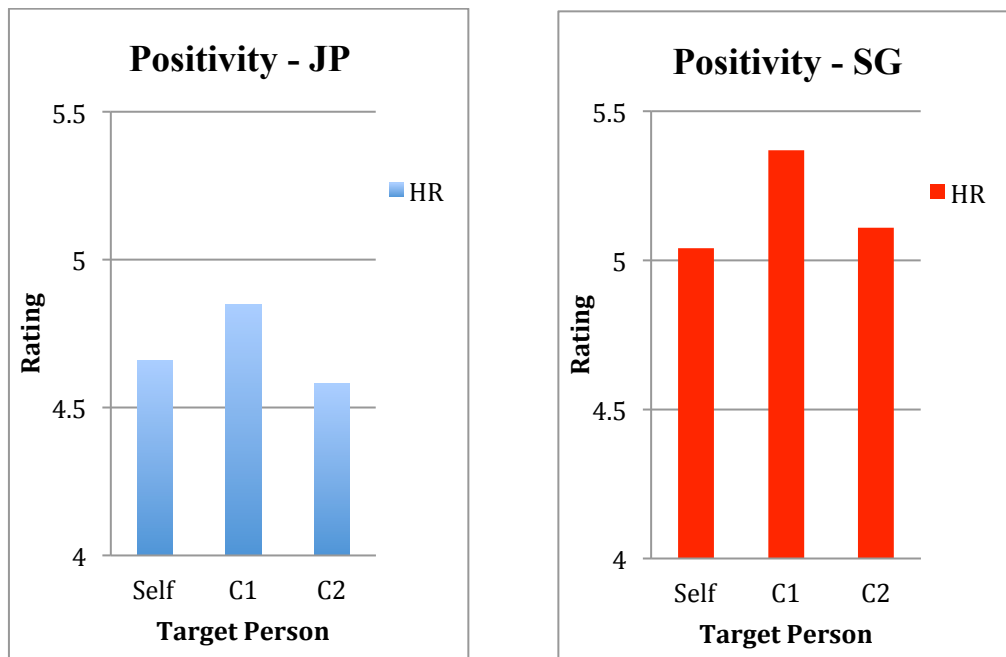 Positivity - JP
5.5
5
4.5
4
Rating
HR
Self C1 C2
Target Person
Positivity - SG
5.5
5
4.5
4
Rating
HR
Self C1 C2
Target Person